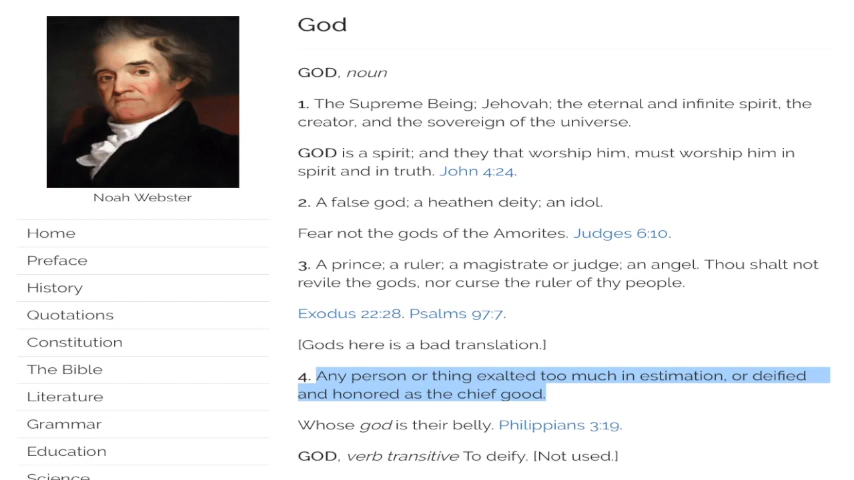 Noah Webster
Home
Preface
History
Quotations
Constitution
The Bible
Literature
Grammar
Education
Science
God
GOD, noun
1. The Supreme Being; Jehovah; the eternal and infinite spirit, the
creator, and the sovereign of the universe.
GOD is a spirit; and they that worship him, must worship him in
spirit and in truth. John 4:24.
2. A false god; a heathen deity; an idol.
Fear not the gods of the Amorites. Judges 6:10.
3. A prince; a ruler; a magistrate or judge; an angel. Thou shalt not
revile the gods, nor curse the ruler of thy people.
Exodus 22:28. Psalms 97:7.
[Gods here is a bad translation.]
4. Any person or thing exalted too much in estimation, or deified
and honored as the chief good.
Whose god is their belly. Philippians 3:19.
GOD, verb transitive To deify. [Not used.]